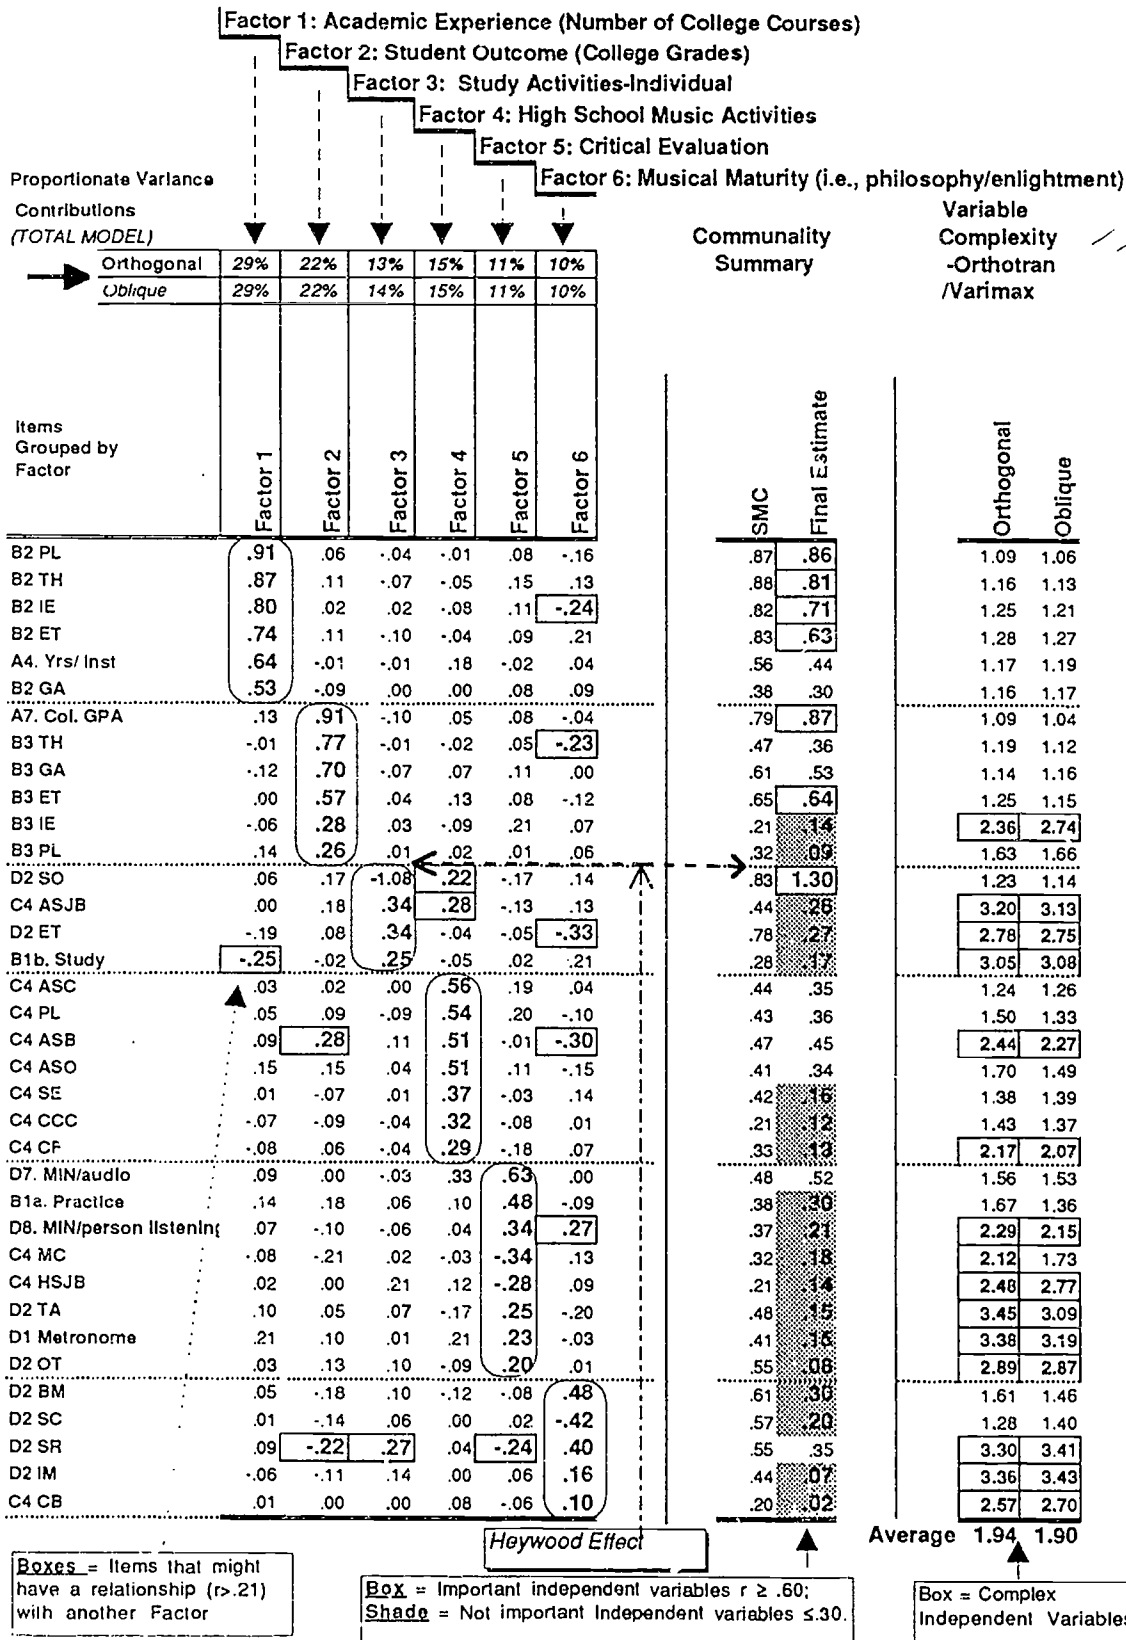 Factor 1: Academic Experience (Number of College Courses)
Factor 2: Student Outcome (College Grades)
Factor 3: Study Activities-Individual
Factor 4: High School Music Activities
Factor 5: Critical Evaluation
Factor 6: Musical Maturity (i.e., philosophy/enlightment)
Proportionate Variance
Contributions
(TOTAL MODEL)
Communality
Summary
Variable
Complexity
-Orthotran
/Varimax
Orthogonal 29% 22% 13% 15% 11% 10%
Oblique 29% 22% 14% 15% 11% 10%
Items
Grouped by
Factor
Factor 1 Factor 2 Factor 3 Factor 4 Factor 5 Factor 6 SMC Final Estimate Orthogonal Oblique
B2 PL .91 .06 -.04 -.01 .08 -.16 .87 .86 1.09 1.06
B2 TH .87 .11 -.07 -.05 .15 .13 .88 .81 1.16 1.13
B2 IE .80 .02 .02 -.08 .11 -.24 .82 .71 1.25 1.21
B2 ET .74 .11 -.10 -.04 .09 .21 .83 .63 1.28 1.27
A4. Yrs/ Inst .64 -.01 -.01 .18 -.02 .04 .56 .44 1.17 1.19
B2 GA .53 -.09 .00 .00 .08 .09 .38 .30 1.16 1.17
A7. Col. GPA .13 .91 -.10 .05 .08 -.04 .79 .87 1.09 1.04
B3 TH -.01 .77 -.01 -.02 .05 -.23 .47 .36 1.19 1.12
B3 GA -.12 .70 -.07 .07 .11 .00 .61 .53 1.14 1.16
B3 ET .00 .57 .04 .13 .08 -.12 .65 .64 1.25 1.15
B3 IE -.06 .28 .03 -.09 .21 .07 .21 .14 2.36 2.74
B3 PL .14 .26 .01 .02 .01 .06 .32 .09 1.63 1.66
D2 SO .06 .17 -1.08 .22 -.17 .14 .83 1.30 1.23 1.14
C4 ASJB .00 .18 .34 .28 -.13 .13 .44 .26 3.20 3.13
D2 ET -.19 .08 .34 -.04 -.05 -.33 .78 .27 2.78 2.75
B1b. Study -.25 -.02 .25 -.05 .02 .21 .28 .17 3.05 3.08
C4 ASC .03 .02 .00 .56 .19 .04 .44 .35 1.24 1.26
C4 PL .05 .09 -.09 .54 .20 -.10 .43 .36 1.50 1.33
C4 ASB .09 .28 .11 .51 -.01 -.30 .47 .45 2.44 2.27
C4 ASO .15 .15 .04 .51 .11 -.15 .41 .34 1.70 1.49
C4 SE .01 -.07 .01 .37 -.03 .14 .42 .16 1.38 1.39
C4 CCC -.07 -.09 -.04 .32 -.08 .01 .21 .12 1.43 1.37
C4 CF -.08 .06 -.04 .29 -.18 .07 .33 .13 2.17 2.07
D7. MIN/audio .09 .00 -.03 .33 .63 .00 .48 .52 1.56 1.53
B1a. Practice .14 .18 .06 .10 .48 -.09 .38 .30 1.67 1.36
D8. MIN/person listening .07 -.10 -.06 .04 .34 .27 .37 .21 2.29 2.15
C4 MC -.08 -.21 .02 -.03 -.34 .13 .32 .18 2.12 1.73
C4 HSJB .02 .00 .21 .12 -.28 .09 .21 .14 2.48 2.77
D2 TA .10 .05 .07 -.17 .25 -.20 .48 .15 3.45 3.09
D1 Metronome .21 .10 .01 .21 .23 -.03 .41 .15 3.38 3.19
D2 OT .03 .13 .10 -.09 .20 .01 .55 .08 2.89 2.87
D2 BM .05 -.18 .10 -.12 -.08 .48 .61 .30 1.61 1.46
D2 SC .01 -.14 .06 .00 .02 -.42 .57 .20 1.28 1.40
D2 SR .09 -.22 .27 .04 -.24 .40 .55 .35 3.30 3.41
D2 IM -.06 -.11 .14 .00 .06 .16 .44 .07 3.36 3.43
C4 CB .01 .00 .00 .08 -.06 .10 .20 .02 2.57 2.70
Average 1.94 1.90
Heywood Effect
Boxes = Items that might
have a relationship (r>.21)
with another Factor
Box = Important independent variables r ≥ .60;
Shade = Not important Independent variables ≤.30.
Box = Complex
Independent Variables